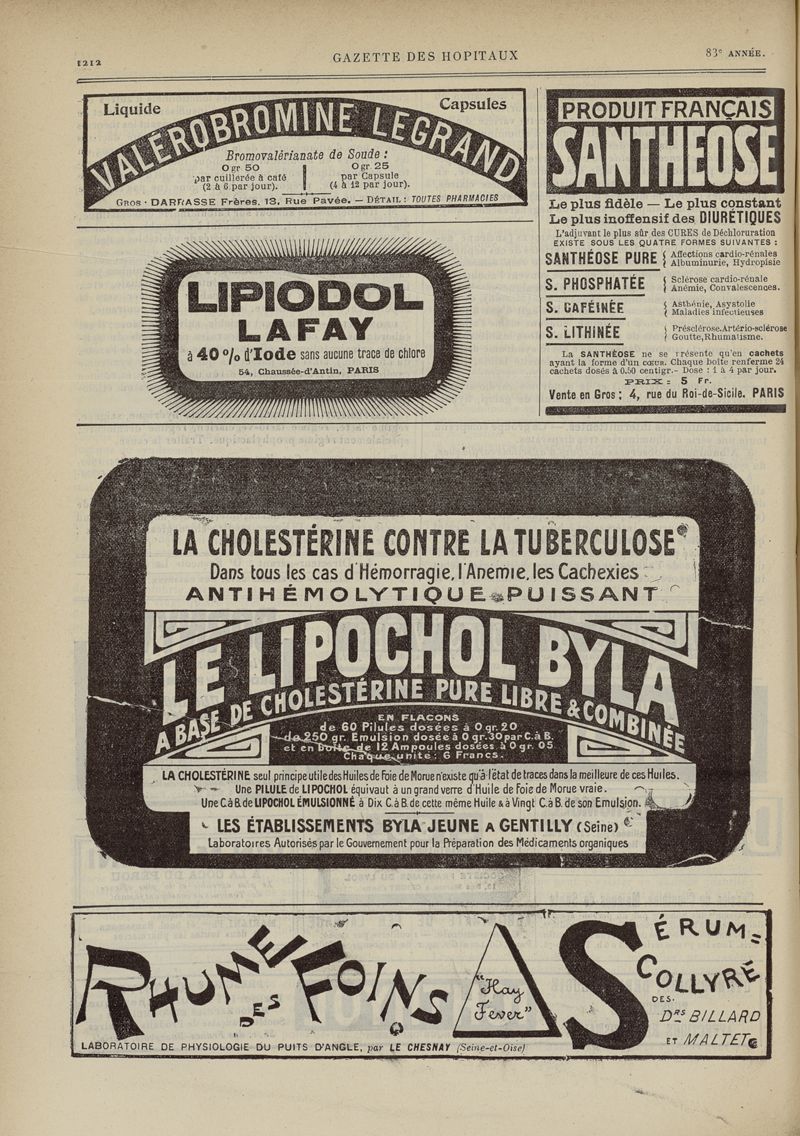 1212
GAZETTE DES HOPITAUX
83e ANNÉE.
Liquide
Capsules
VALÉROBROMINE LEGRAND
Bromovalérianate de Soude :
0 gr 50
par cuillerée à café
(2 à 6 par jour).
0 gr. 25
par Capsule
(4 à 12 par jour).
GROS · DARRASSE Frères, 13, Rue Pavée. — DÉTAIL : TOUTES PHARMACIES
LIPIODOL
LAFAY
à 40 % d'Iode sans aucune trace de chlore
54, Chaussée-d'Antin, PARIS
PRODUIT FRANÇAIS
SANTHEOSE
Le plus fidèle — Le plus constant
Le plus inoffensif des DIURÉTIQUES
L'adjuvant le plus sûr des CURES de Déchloruration
EXISTE SOUS LES QUATRE FORMES SUIVANTES :
SANTHÉOSE PURE { Affections cardio-rénales
Albuminurie, Hydropisie
S. PHOSPHATÉE { Sclérose cardio-rénale
Anémie, Convalescences.
S. CAFÉINÉE { Asthénie, Asystolie
Maladies infectieuses
S. LITHINÉE { Présclérose. Artério-sclérose
Goutte, Rhumatisme.
La SANTHÉOSE ne se présente qu'en cachets
ayant la forme d'un cœur. Chaque boîte renferme 24
cachets dosés à 0.50 centigr. - Dose : 1 à 4 par jour.
PRIX : 5 Fr.
Vente en Gros : 4, rue du Roi-de-Sicile. PARIS
LA CHOLESTÉRINE CONTRE LA TUBERCULOSE
Dans tous les cas d'Hémorragie, l'Anemie, les Cachexies
ANTIHÉMOLYTIQUE PUISSANT
LE LIPOCHOL BYLA
A BASE DE CHOLESTÉRINE PURE LIBRE & COMBINÉE
EN FLACONS
de 60 Pilules dosées à 0 gr. 20
de 250 gr. Emulsion dosée à 0 gr. 30 par C. à B.
et en boîte de 12 Ampoules dosées à 0 gr. 05
Chaque unité : 6 Francs.
LA CHOLESTÉRINE seul principe utile des Huiles de Foie de Morue n'existe qu'à l'état de traces dans la meilleure de ces Huiles.
Une PILULE de LIPOCHOL équivaut à un grand verre d'Huile de Foie de Morue vraie.
Une C. à B. de LIPOCHOL ÉMULSIONNÉ à Dix C. à B. de cette même Huile & à Vingt C. à B. de son Emulsion.
LES ÉTABLISSEMENTS BYLA JEUNE A GENTILLY (Seine)
Laboratoires Autorisés par le Gouvernement pour la Préparation des Médicaments organiques
RHUME DES FOINS
"Hay
Fever"
SÉRUM=
COLLYRE
DES.
DRS BILLARD
ET MALTET
LABORATOIRE DE PHYSIOLOGIE DU PUITS D'ANGLE, par LE CHESNAY (Seine-et-Oise)